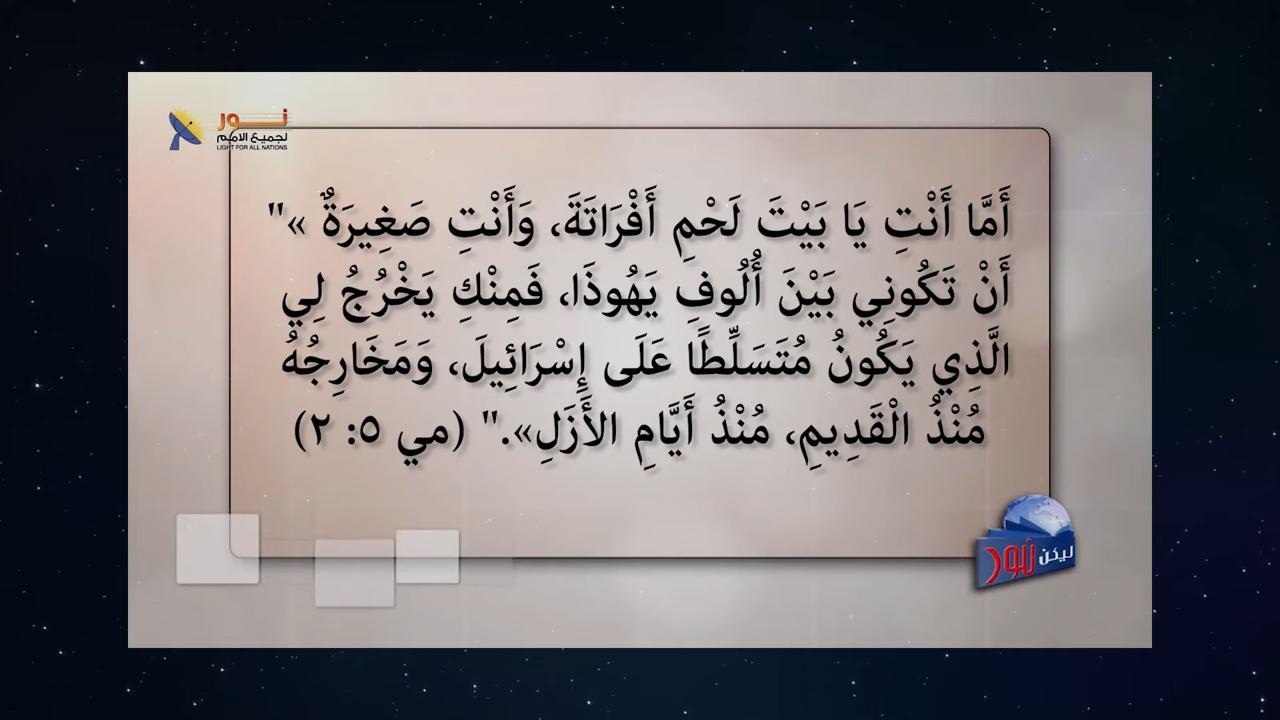 نور
لجميع الامم
LIGHT FOR ALL NATIONS
أَمَّا أَنْتِ يَا بَيْتَ لَحْمِ أَفْرَاتَةَ، وَأَنْتِ صَغِيرَةٌ »"
أَنْ تَكُونِي بَيْنَ أُلُوفِ يَهُوذَا، فَمِنْكِ يَخْرُجُ لِي
الَّذِي يَكُونُ مُتَسَلِّطًا عَلَى إِسْرَائِيلَ، وَمَخَارِجُهُ
مُنْذُ الْقَدِيمِ، مُنْذُ أَيَّامِ الأَزَلِ»." (مي ٥: ٢)
ليكن نور